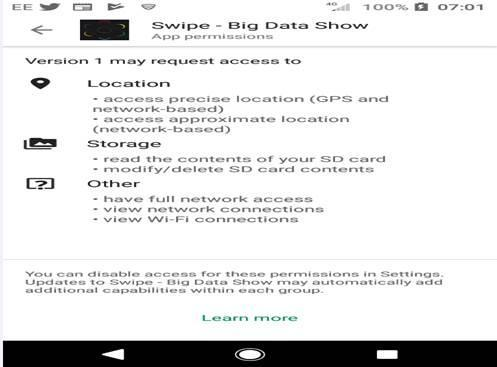 EE 4G 100% 07:01
Swipe - Big Data Show
App permissions
Version 1 may request access to
Location
• access precise location (GPS and
network-based)
• access approximate location
(network-based)
Storage
• read the contents of your SD card
• modify/delete SD card contents
Other
• have full network access
• view network connections
• view Wi-Fi connections
You can disable access for these permissions in Settings.
Updates to Swipe - Big Data Show may automatically add
additional capabilities within each group.
Learn more